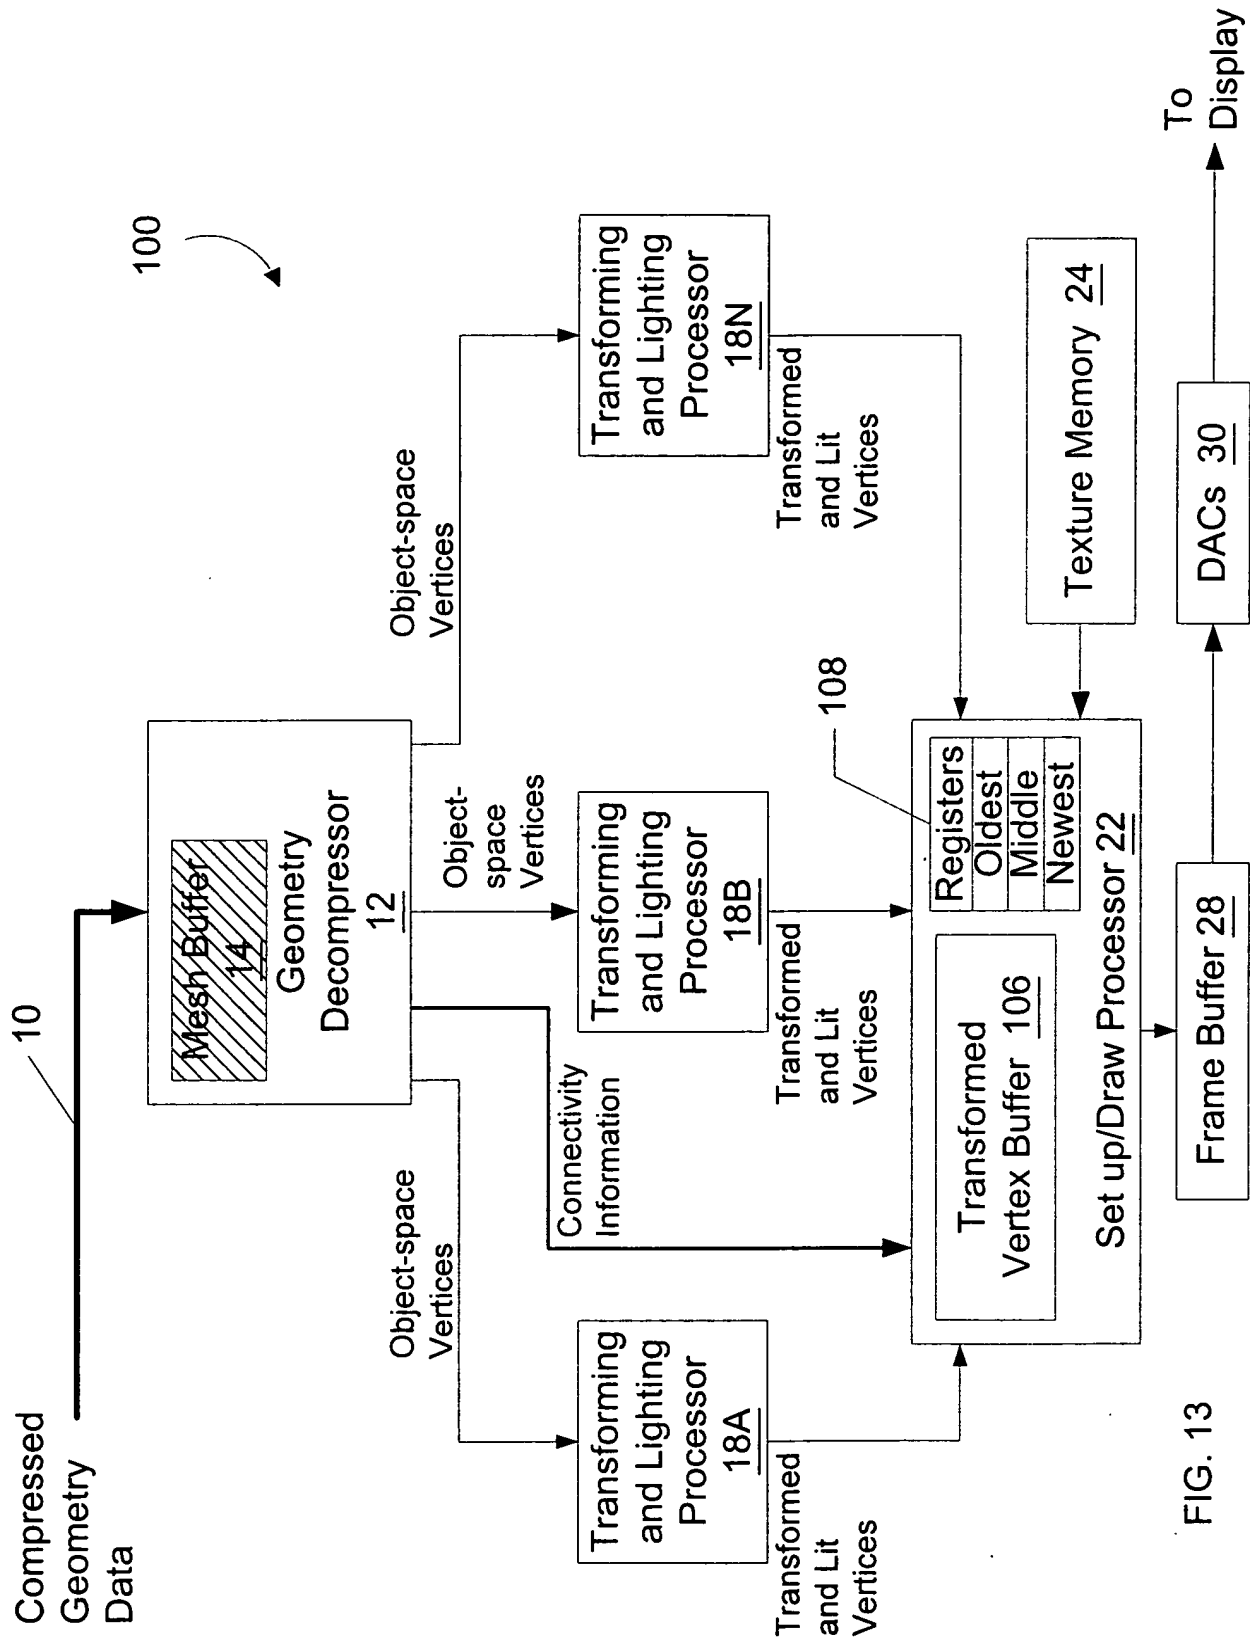 Compressed
Geometry
Data
10
100
Mesh Buffer
14
Geometry
Decompressor
12
Object-space
Vertices
Connectivity
Information
Object-
space
Vertices
Object-space
Vertices
Transforming
and Lighting
Processor
18A
Transforming
and Lighting
Processor
18B
Transforming
and Lighting
Processor
18N
Transformed
and Lit
Vertices
Transformed
and Lit
Vertices
Transformed
and Lit
Vertices
108
Transformed
Vertex Buffer 106
Registers
Oldest
Middle
Newest
Set up/Draw Processor 22
Texture Memory 24
Frame Buffer 28
DACs 30
To
Display
FIG. 13